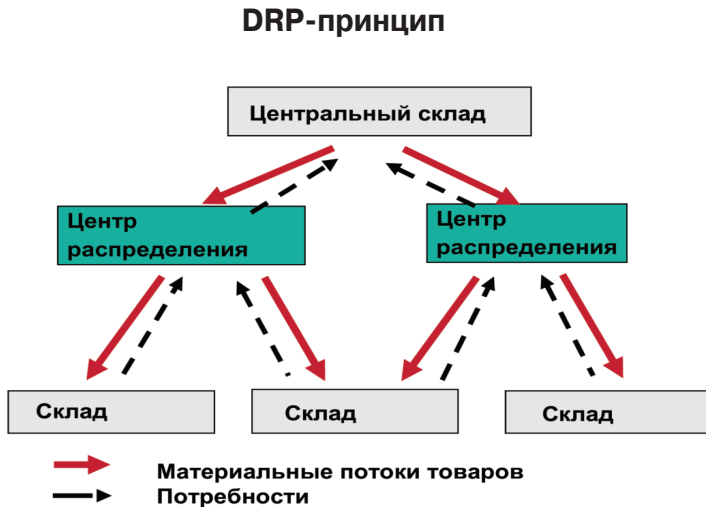 DRP-принцип
Центральный склад
Центр
распределения
Центр
распределения
Склад
Склад
Склад
Материальные потоки товаров
Потребности